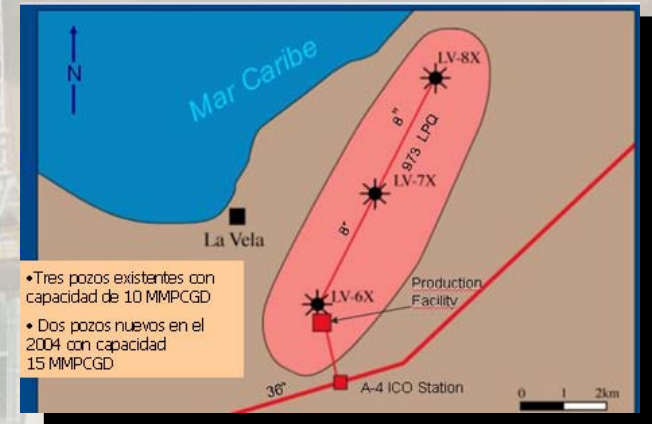 N
Mar Caribe
LV-8X
8"
973 LPQ
LV-7X
8"
La Vela
•Tres pozos existentes con
capacidad de 10 MMPCGD
• Dos pozos nuevos en el
2004 con capacidad
15 MMPCGD
LV-6X
Production
Facility
36"
A-4 ICO Station
0 1 2km